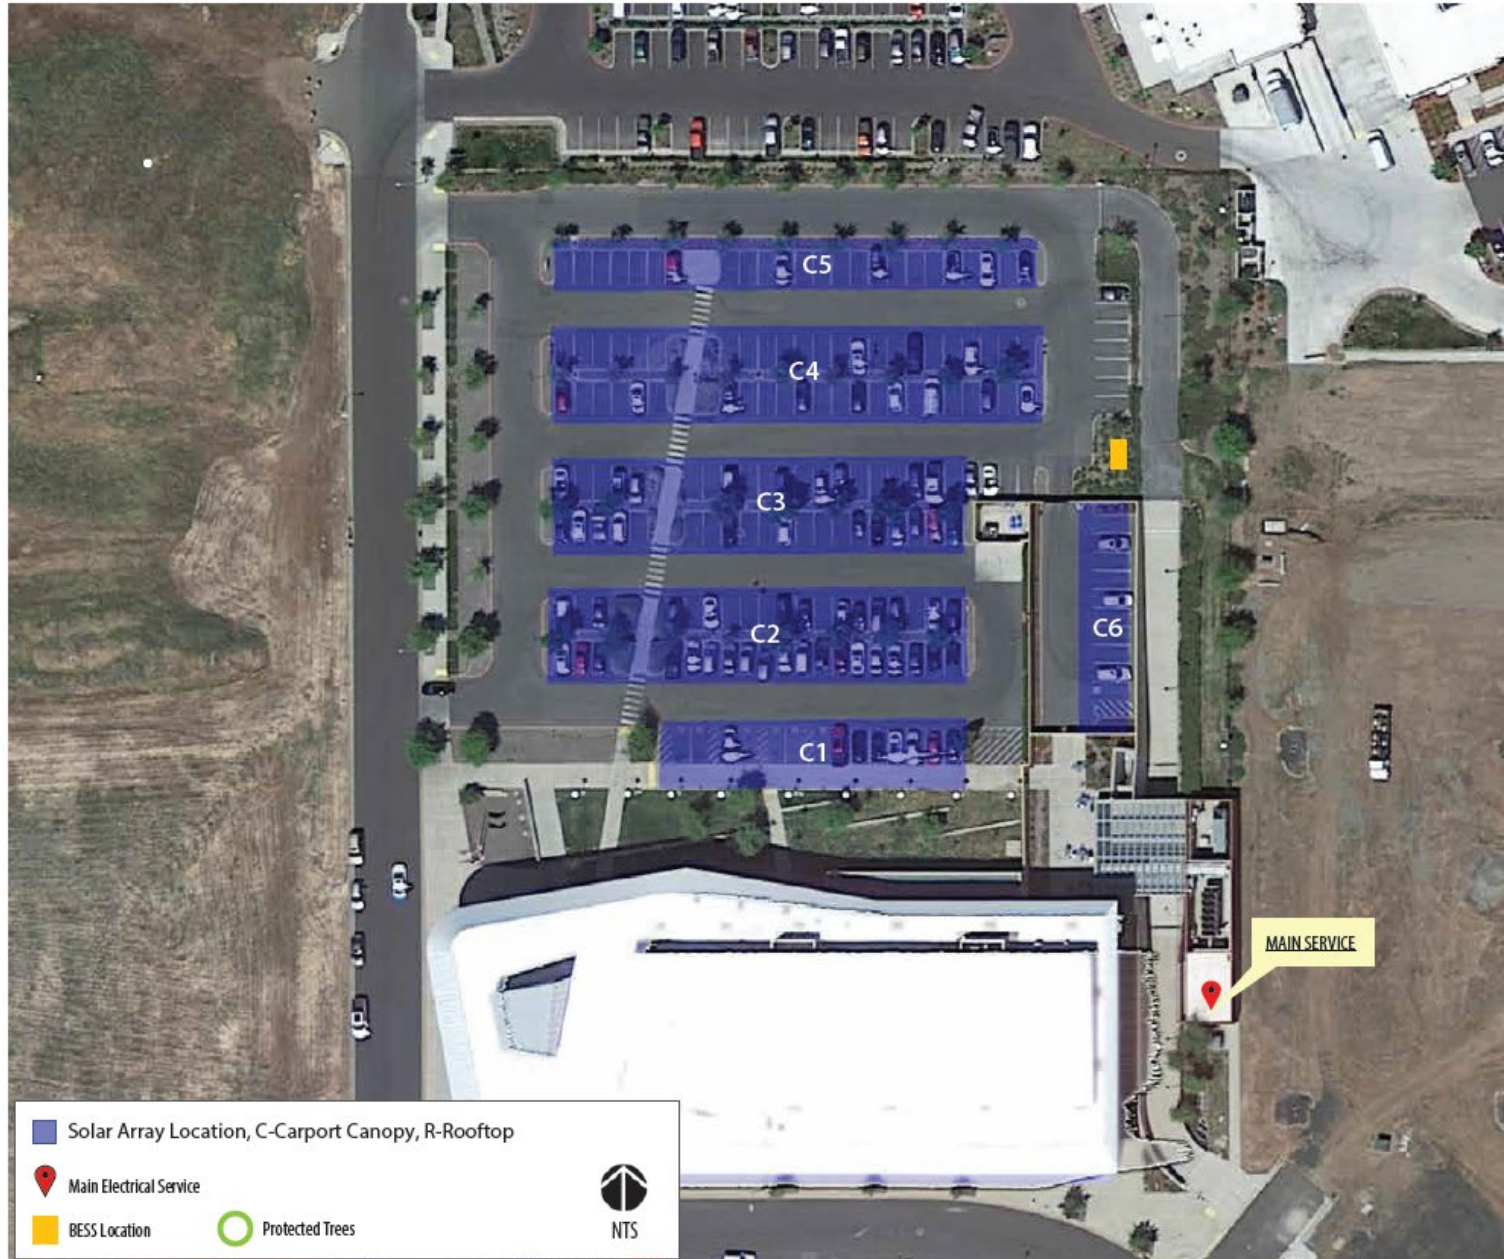 C5
C4
C3
C2
C6
C1
MAIN SERVICE
Solar Array Location, C-Carport Canopy, R-Rooftop
Main Electrical Service
BESS Location
Protected Trees
NTS